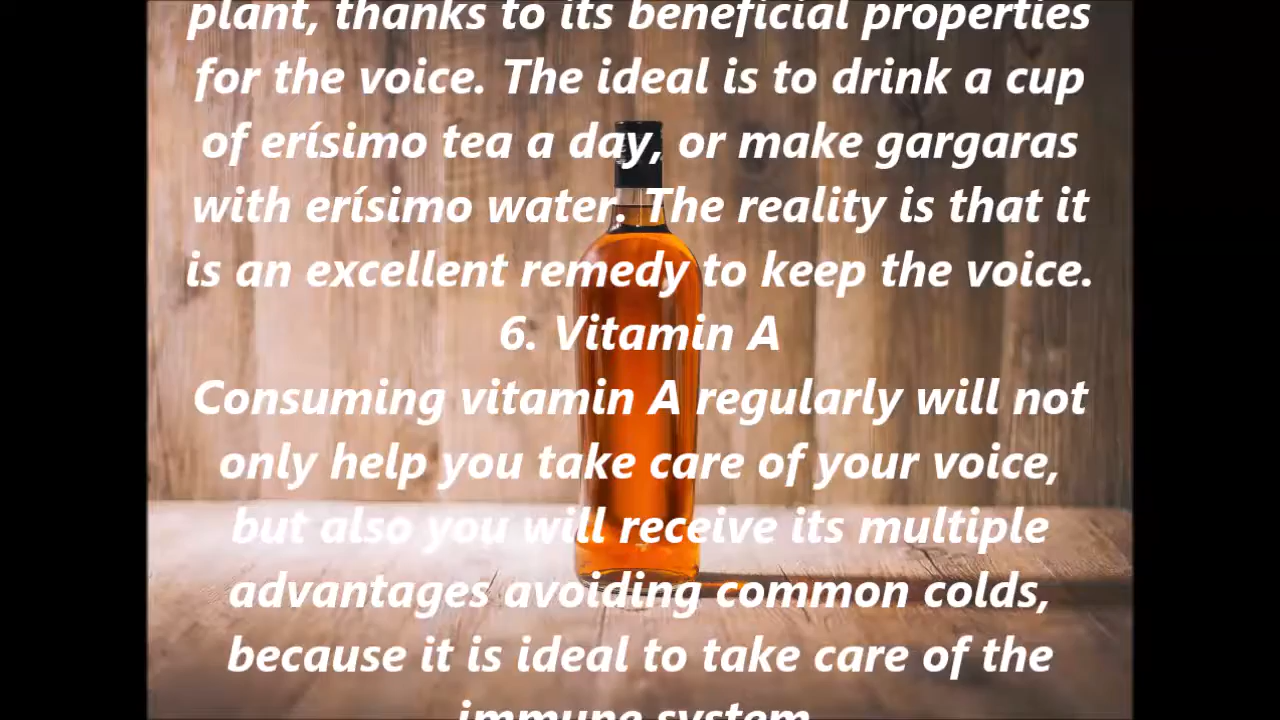 plant, thanks to its beneficial properties
for the voice. The ideal is to drink a cup
of erísimo tea a day, or make gargaras
with erísimo water. The reality is that it
is an excellent remedy to keep the voice.
6. Vitamin A
Consuming vitamin A regularly will not
only help you take care of your voice,
but also you will receive its multiple
advantages avoiding common colds,
because it is ideal to take care of the
immune system